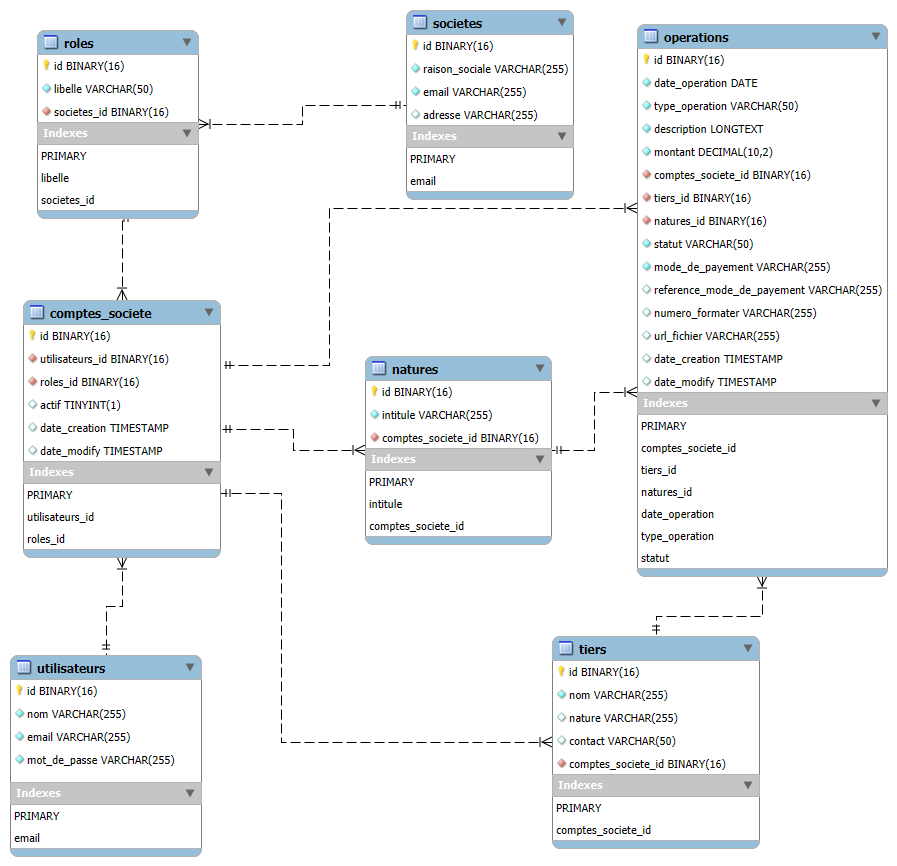 roles
id BINARY(16)
libelle VARCHAR(50)
societes_id BINARY(16)
Indexes
PRIMARY
libelle
societes_id
societes
id BINARY(16)
raison_sociale VARCHAR(255)
email VARCHAR(255)
adresse VARCHAR(255)
Indexes
PRIMARY
email
operations
id BINARY(16)
date_operation DATE
type_operation VARCHAR(50)
description LONGTEXT
montant DECIMAL(10,2)
comptes_societe_id BINARY(16)
tiers_id BINARY(16)
natures_id BINARY(16)
statut VARCHAR(50)
mode_de_payement VARCHAR(255)
reference_mode_de_payement VARCHAR(255)
numero_formater VARCHAR(255)
url_fichier VARCHAR(255)
date_creation TIMESTAMP
date_modify TIMESTAMP
Indexes
PRIMARY
comptes_societe_id
tiers_id
natures_id
date_operation
type_operation
statut
comptes_societe
id BINARY(16)
utilisateurs_id BINARY(16)
roles_id BINARY(16)
actif TINYINT(1)
date_creation TIMESTAMP
date_modify TIMESTAMP
Indexes
PRIMARY
utilisateurs_id
roles_id
natures
id BINARY(16)
intitule VARCHAR(255)
comptes_societe_id BINARY(16)
Indexes
PRIMARY
intitule
comptes_societe_id
utilisateurs
id BINARY(16)
nom VARCHAR(255)
email VARCHAR(255)
mot_de_passe VARCHAR(255)
Indexes
PRIMARY
email
tiers
id BINARY(16)
nom VARCHAR(255)
nature VARCHAR(255)
contact VARCHAR(50)
comptes_societe_id BINARY(16)
Indexes
PRIMARY
comptes_societe_id